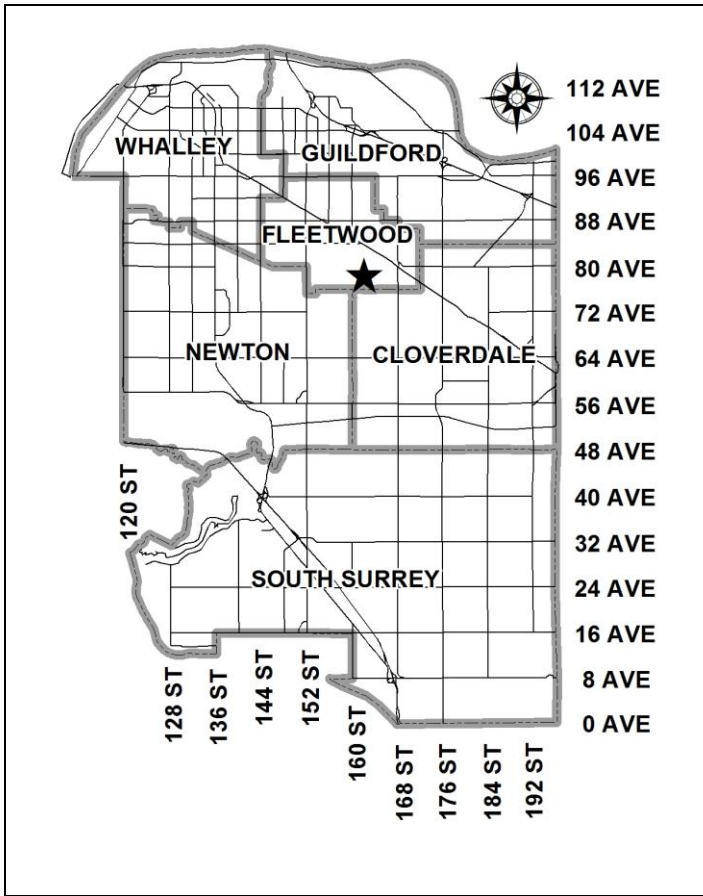 112 AVE
104 AVE
WHALLEY
GUILDFORD
96 AVE
88 AVE
FLEETWOOD
80 AVE
72 AVE
NEWTON
CLOVERDALE
64 AVE
56 AVE
48 AVE
120 ST
40 AVE
32 AVE
SOUTH SURREY
24 AVE
16 AVE
8 AVE
0 AVE
128 ST
136 ST
144 ST
152 ST
160 ST
168 ST
176 ST
184 ST
192 ST